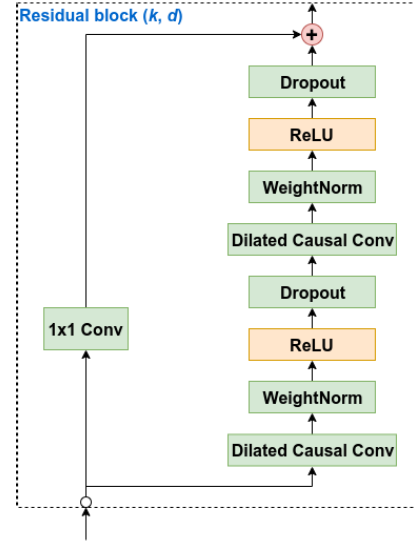 Residual block (k, d)
+
Dropout
ReLU
WeightNorm
Dilated Causal Conv
Dropout
1x1 Conv
ReLU
WeightNorm
Dilated Causal Conv